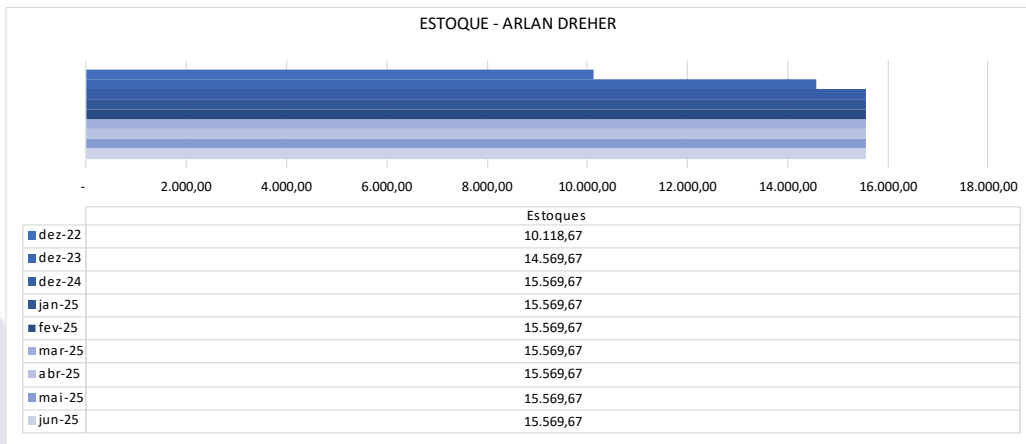 ESTOQUE - ARLAN DREHER
- 2.000,00 4.000,00 6.000,00 8.000,00 10.000,00 12.000,00 14.000,00 16.000,00 18.000,00
Estoques
dez-22 10.118,67
dez-23 14.569,67
dez-24 15.569,67
jan-25 15.569,67
fev-25 15.569,67
mar-25 15.569,67
abr-25 15.569,67
mai-25 15.569,67
jun-25 15.569,67